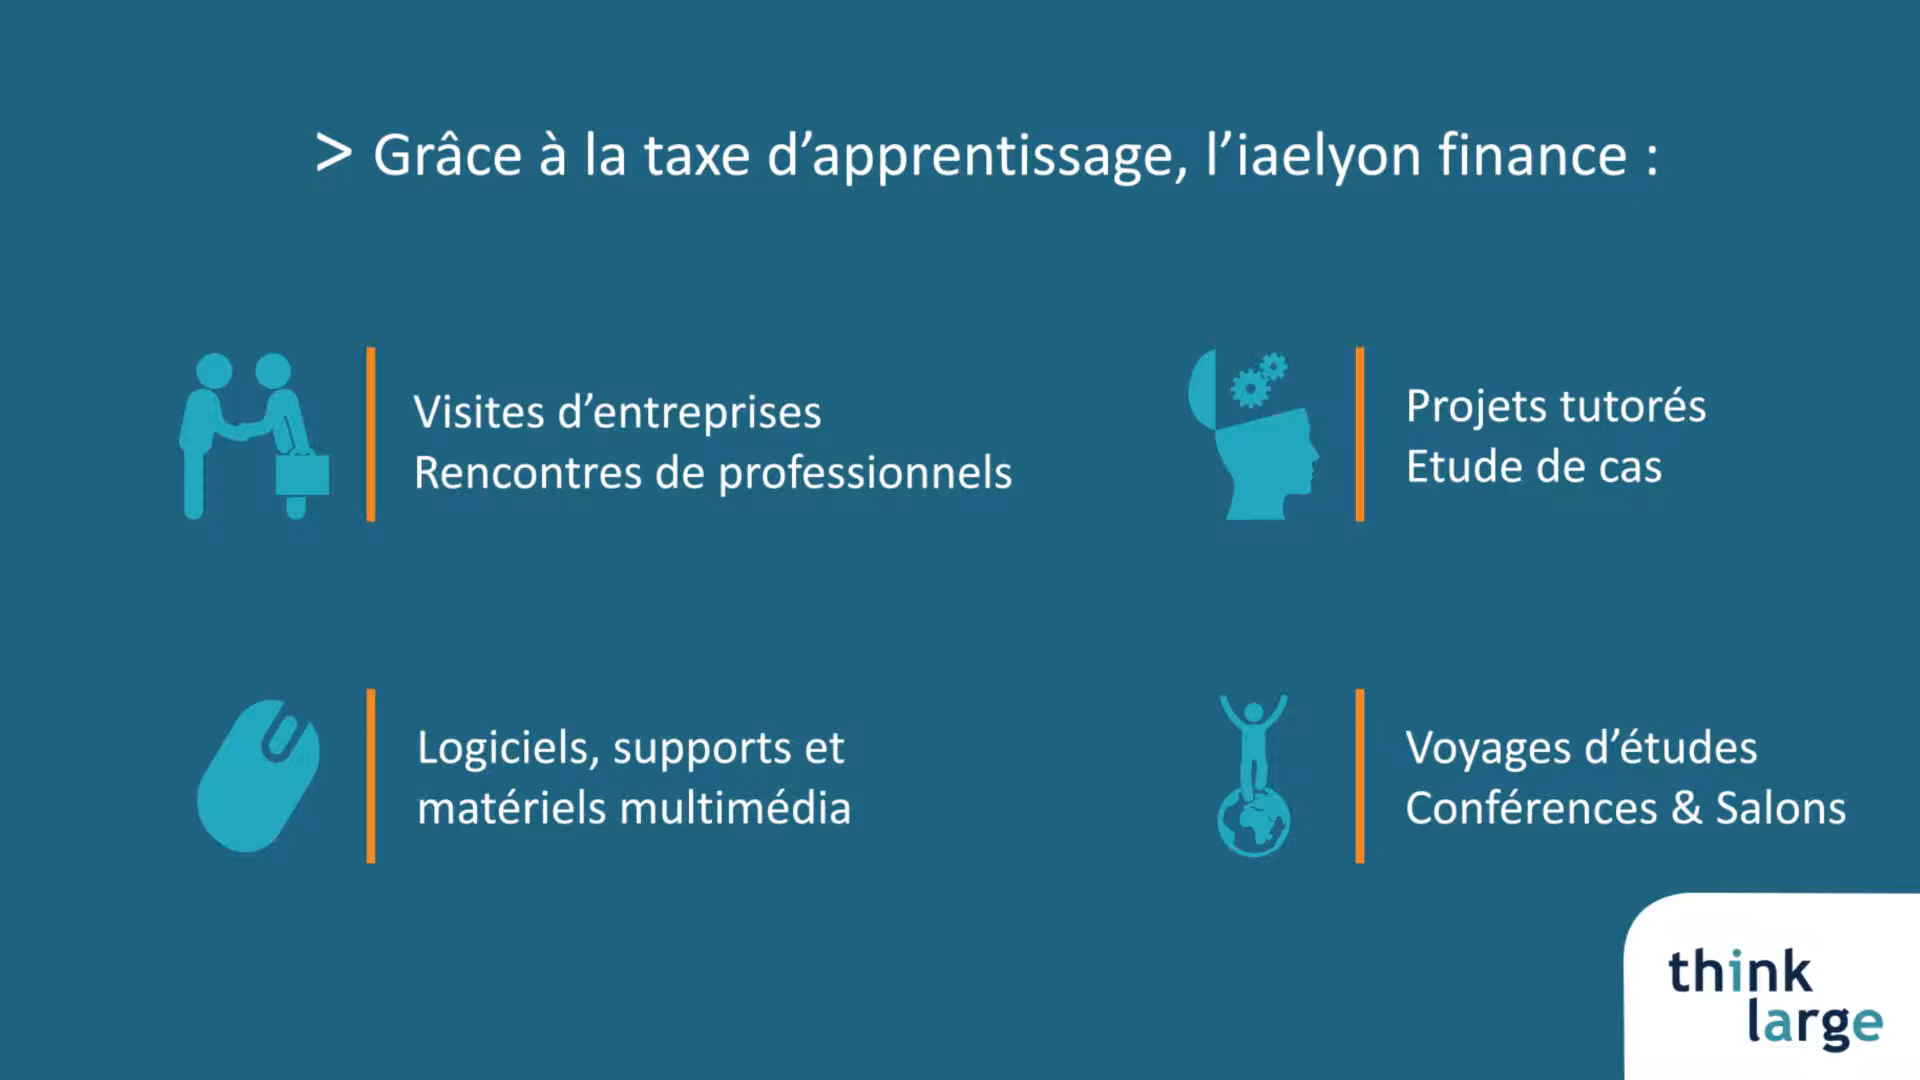 > Grâce à la taxe d’apprentissage, l’iaelyon finance :
Visites d’entreprises
Rencontres de professionnels
Projets tutorés
Etude de cas
Logiciels, supports et
matériels multimédia
Voyages d’études
Conférences & Salons
think
large